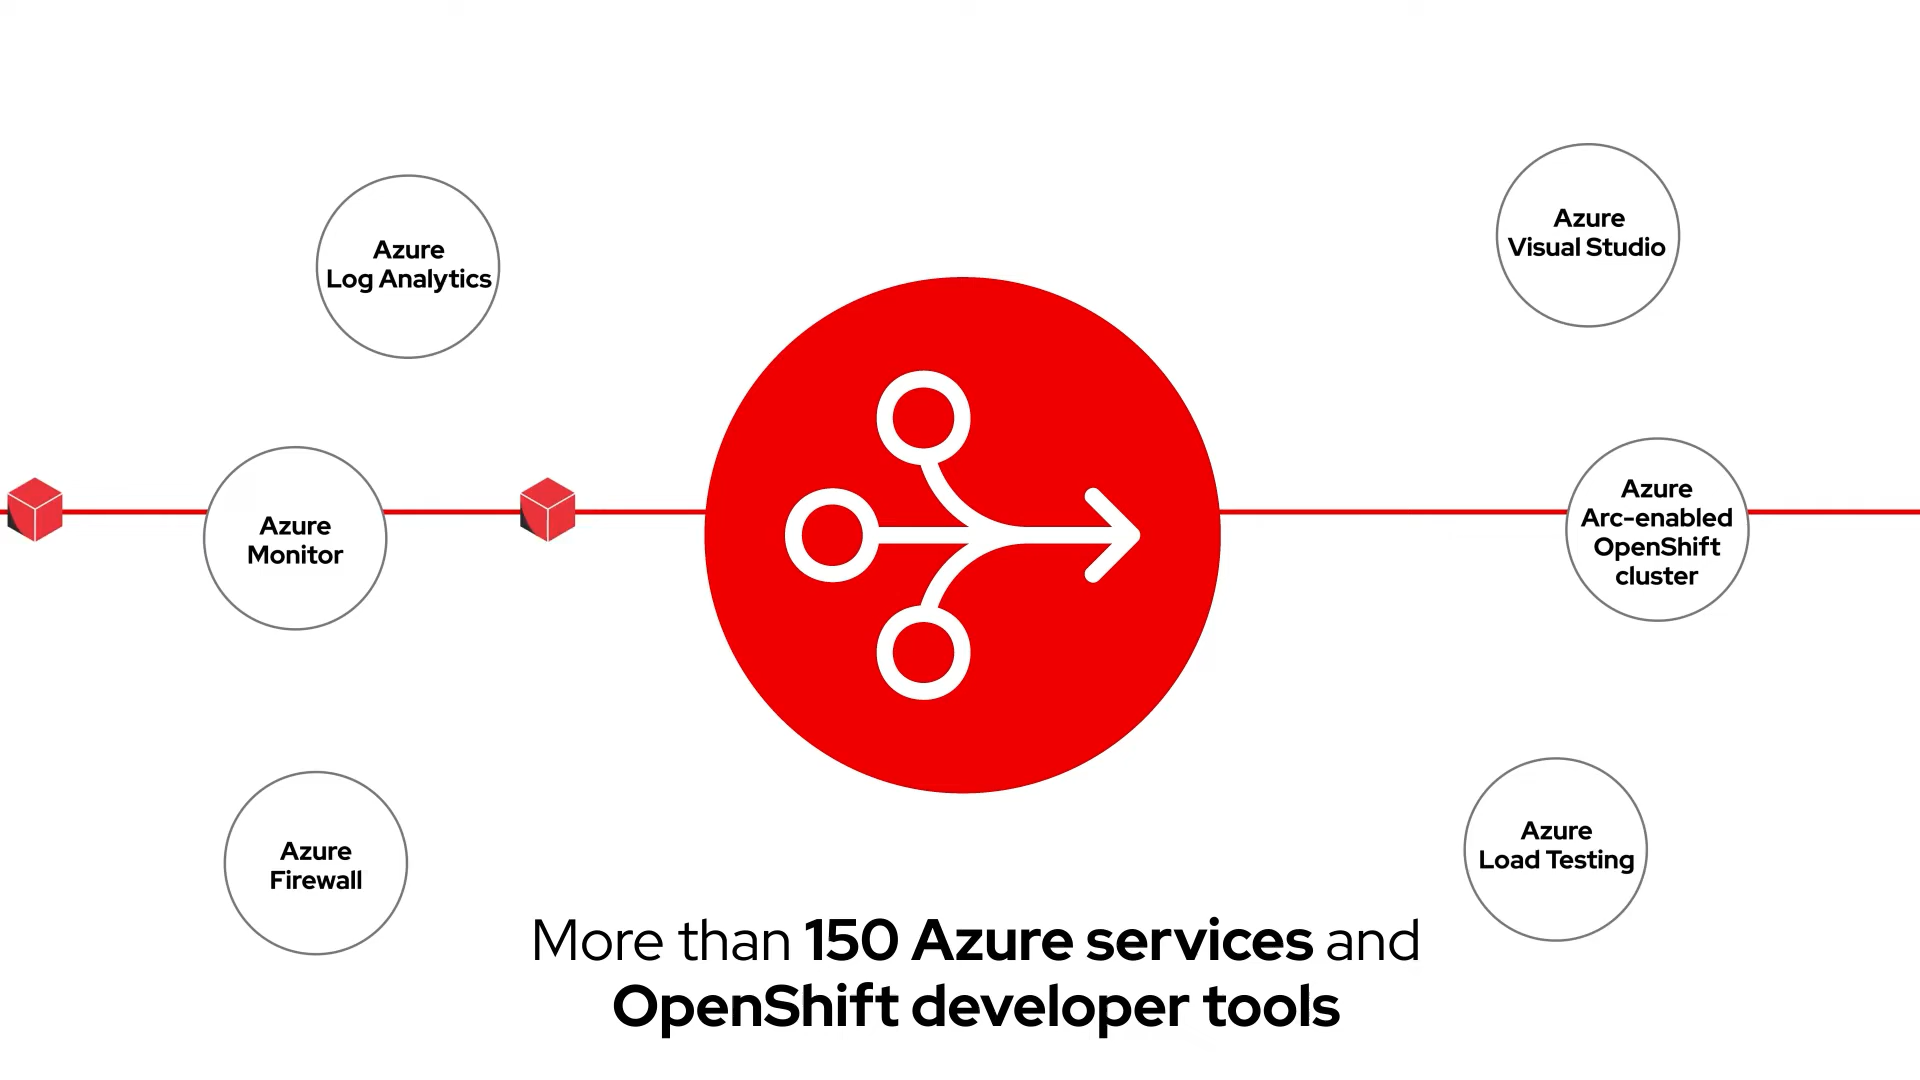 Azure
Log Analytics
Azure
Visual Studio
Azure
Monitor
Azure
Arc-enabled
OpenShift
cluster
Azure
Firewall
Azure
Load Testing
More than 150 Azure services and
OpenShift developer tools